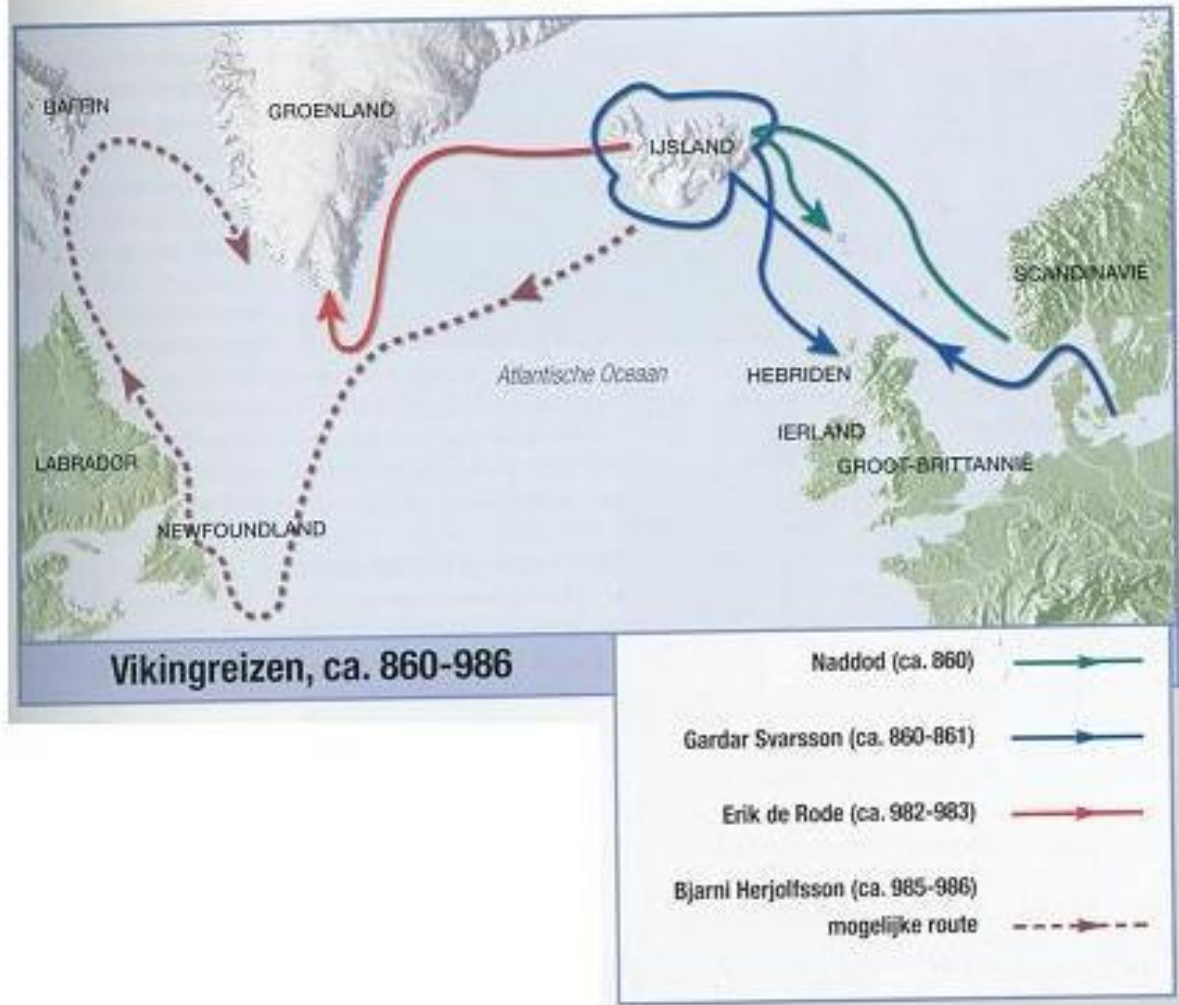 BAFFIN
GROENLAND
IJSLAND
SCANDINAVIE
Atlantische Oceaan
HEBRIDEN
IERLAND
GROOT-BRITTANNIË
LABRADOR
NEWFOUNDLAND
Vikingreizen, ca. 860-986
Naddod (ca. 860)
Gardar Svarsson (ca. 860-861)
Erik de Rode (ca. 982-983)
Bjarni Herjolfsson (ca. 985-986)
mogelijke route